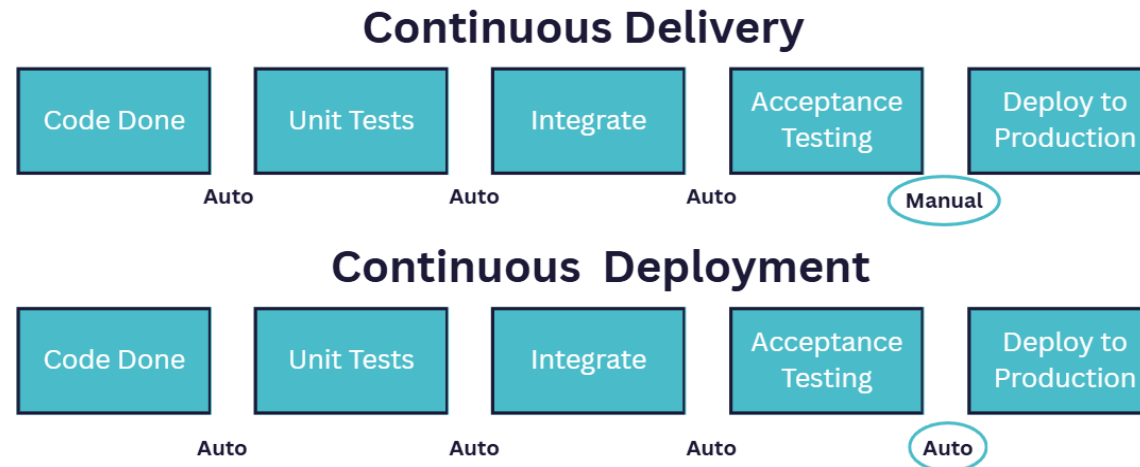 Continuous Delivery
Code Done
Unit Tests
Integrate
Acceptance
Testing
Deploy to
Production
Auto
Auto
Auto
Manual
Continuous Deployment
Code Done
Unit Tests
Integrate
Acceptance
Testing
Deploy to
Production
Auto
Auto
Auto
Auto